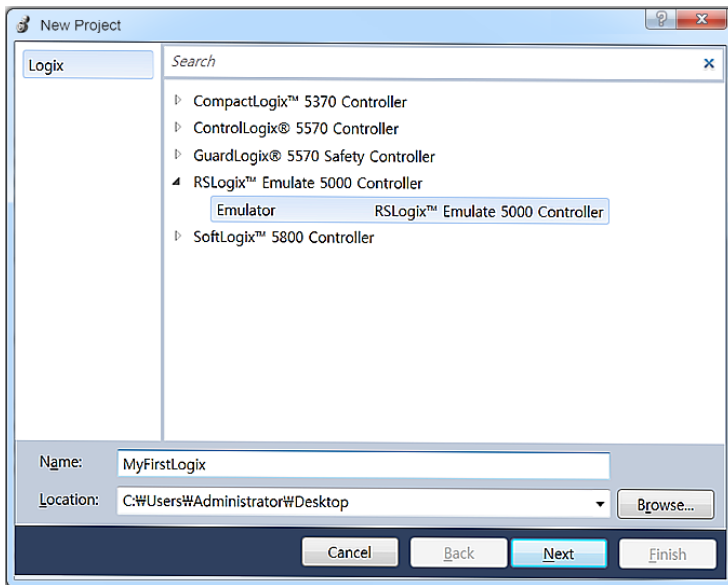 New Project
Logix
Search
CompactLogix™ 5370 Controller
ControlLogix® 5570 Controller
GuardLogix® 5570 Safety Controller
RSLogix™ Emulate 5000 Controller
Emulator RSLogix™ Emulate 5000 Controller
SoftLogix™ 5800 Controller
Name: MyFirstLogix
Location: C:₩Users₩Administrator₩Desktop Browse...
Cancel Back Next Finish